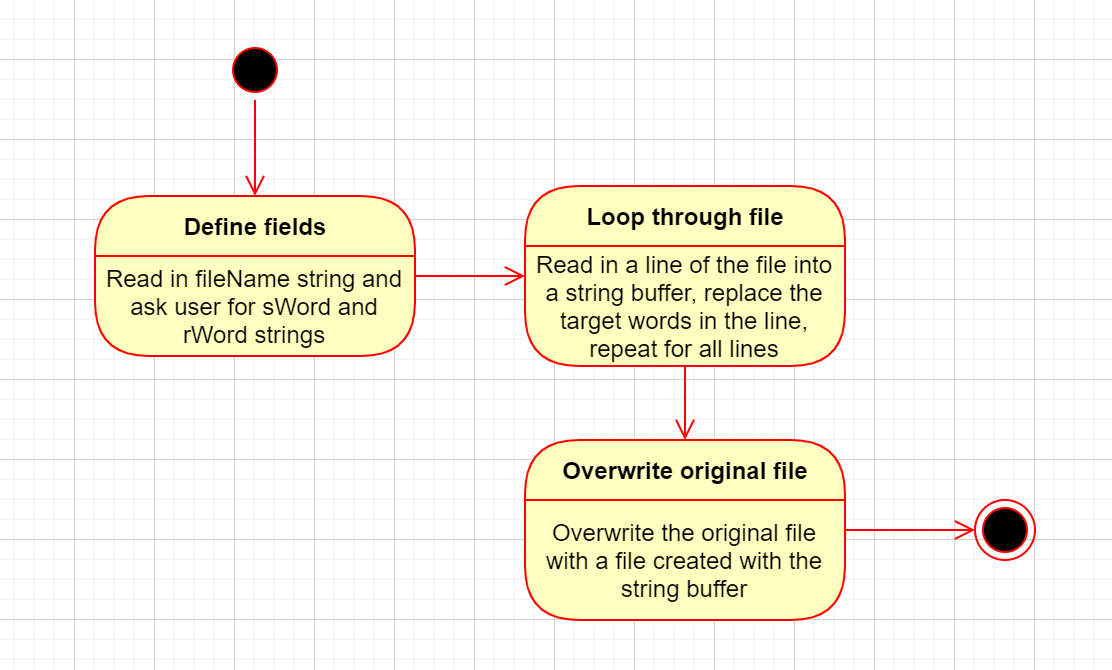 Define fields
Read in fileName string and
ask user for sWord and
rWord strings
Loop through file
Read in a line of the file into
a string buffer, replace the
target words in the line,
repeat for all lines
Overwrite original file
Overwrite the original file
with a file created with the
string buffer